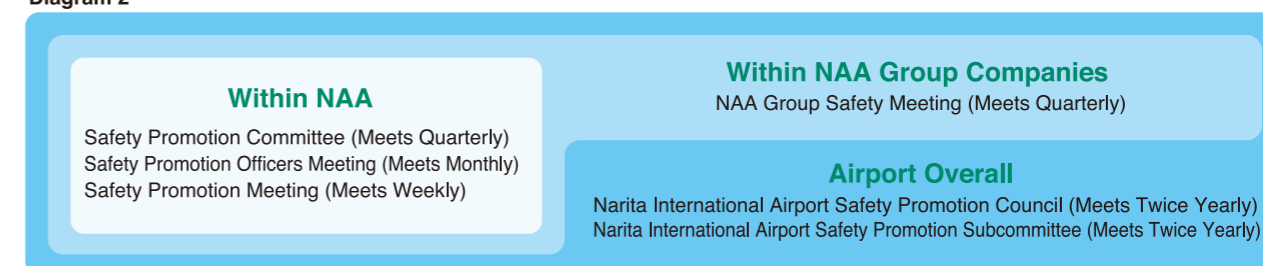 Diagram 2
Within NAA
Safety Promotion Committee (Meets Quarterly)
Safety Promotion Officers Meeting (Meets Monthly)
Safety Promotion Meeting (Meets Weekly)
Within NAA Group Companies
NAA Group Safety Meeting (Meets Quarterly)
Airport Overall
Narita International Airport Safety Promotion Council (Meets Twice Yearly)
Narita International Airport Safety Promotion Subcommittee (Meets Twice Yearly)